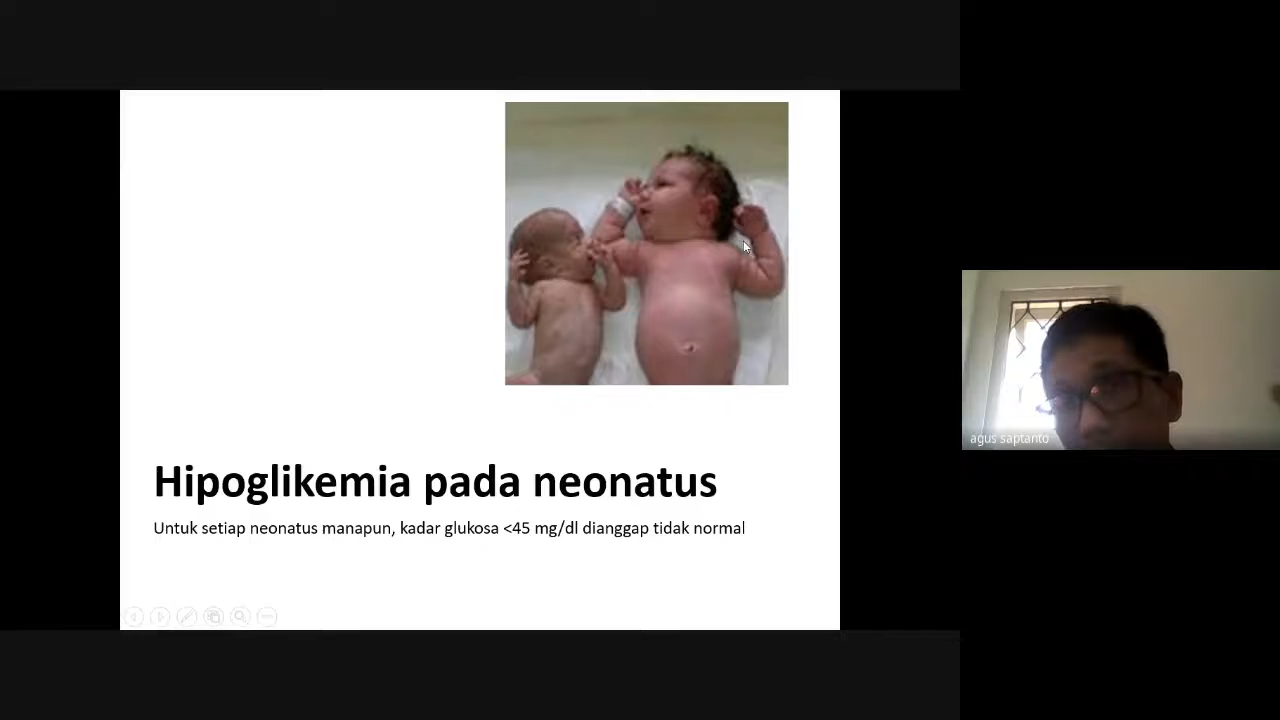 Hipoglikemia pada neonatus
Untuk setiap neonatus manapun, kadar glukosa <45 mg/dl dianggap tidak normal
agus saptanto